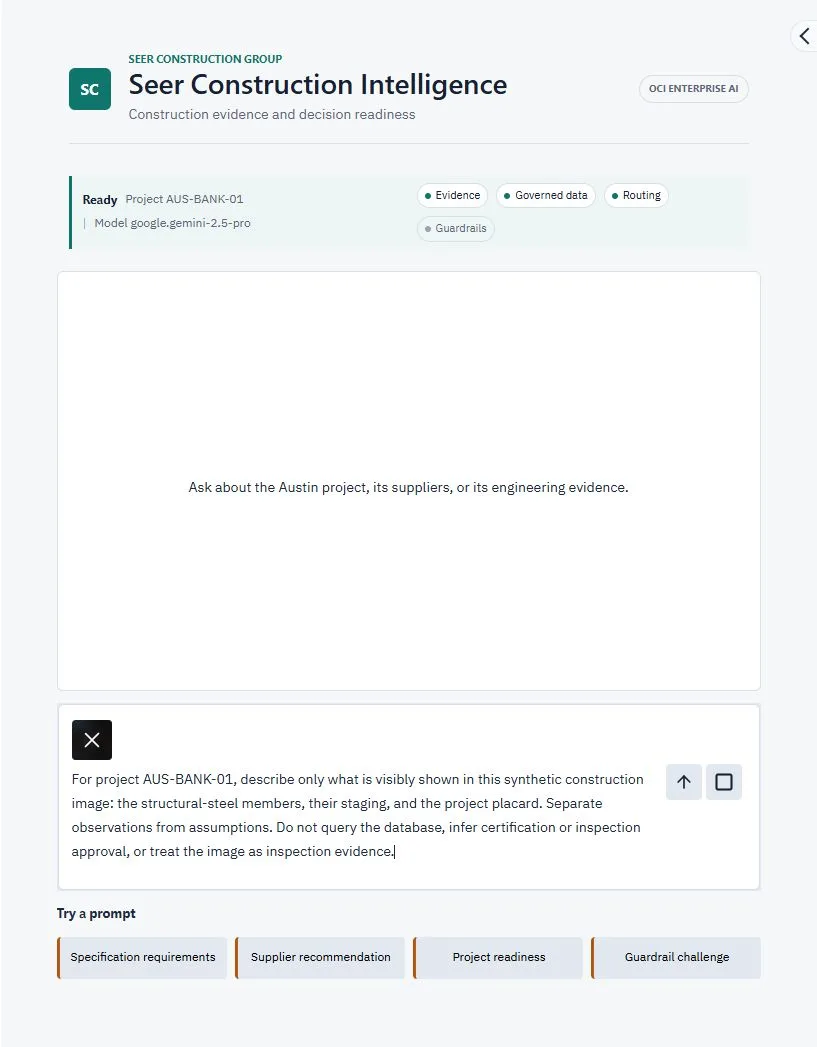 SEER CONSTRUCTION GROUP
SC
Seer Construction Intelligence
OCI ENTERPRISE AI
Construction evidence and decision readiness
Ready Project AUS-BANK-01
| Model google.gemini-2.5-pro
Evidence
Governed data
Routing
Guardrails
Ask about the Austin project, its suppliers, or its engineering evidence.
For project AUS-BANK-01, describe only what is visibly shown in this synthetic construction
image: the structural-steel members, their staging, and the project placard. Separate
observations from assumptions. Do not query the database, infer certification or inspection
approval, or treat the image as inspection evidence.
Try a prompt
Specification requirements
Supplier recommendation
Project readiness
Guardrail challenge